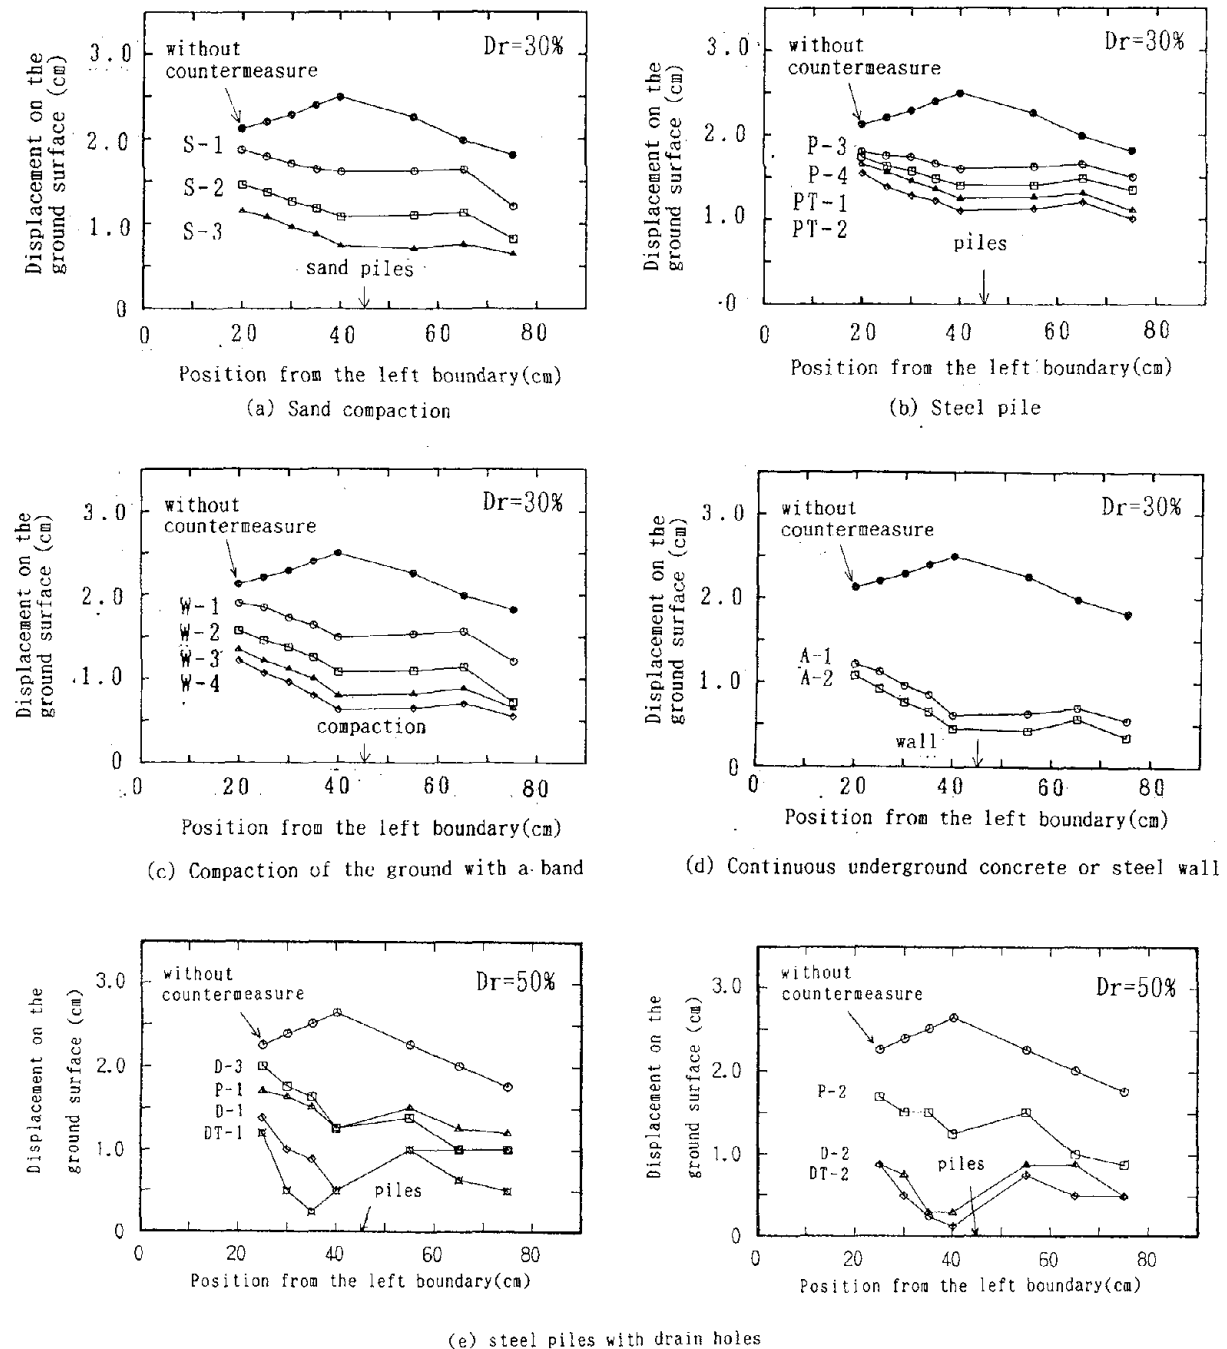 Displacement on the
ground surface (cm)
3.0
2.0
1.0
0
without
countermeasure
Dr=30%
S-1
S-2
S-3
sand piles
0 20 40 60 80
Position from the left boundary(cm)
(a) Sand compaction
Displacement on the
ground surface (cm)
3.0
2.0
1.0
0
without
countermeasure
Dr=30%
P-3
P-4
PT-1
PT-2
piles
0 20 40 60 80
Position from the left boundary(cm)
(b) Steel pile
Displacement on the
ground surface (cm)
3.0
2.0
1.0
0
without
countermeasure
Dr=30%
W-1
W-2
W-3
W-4
compaction
0 20 40 60 80
Position from the left boundary(cm)
(c) Compaction of the ground with a band
Displacement on the
ground surface (cm)
3.0
2.0
1.0
0
without
countermeasure
Dr=30%
A-1
A-2
wall
0 20 40 60 80
Position from the left boundary(cm)
(d) Continuous underground concrete or steel wall
Displacement on the
ground surface (cm)
3.0
2.0
1.0
0
without
countermeasure
Dr=50%
D-3
P-1
D-1
DT-1
piles
0 20 40 60 80
Position from the left boundary(cm)
Displacement on the
ground surface (cm)
3.0
2.0
1.0
0
without
countermeasure
Dr=50%
P-2
D-2
DT-2
piles
0 20 40 60 80
Position from the left boundary(cm)
(e) steel piles with drain holes